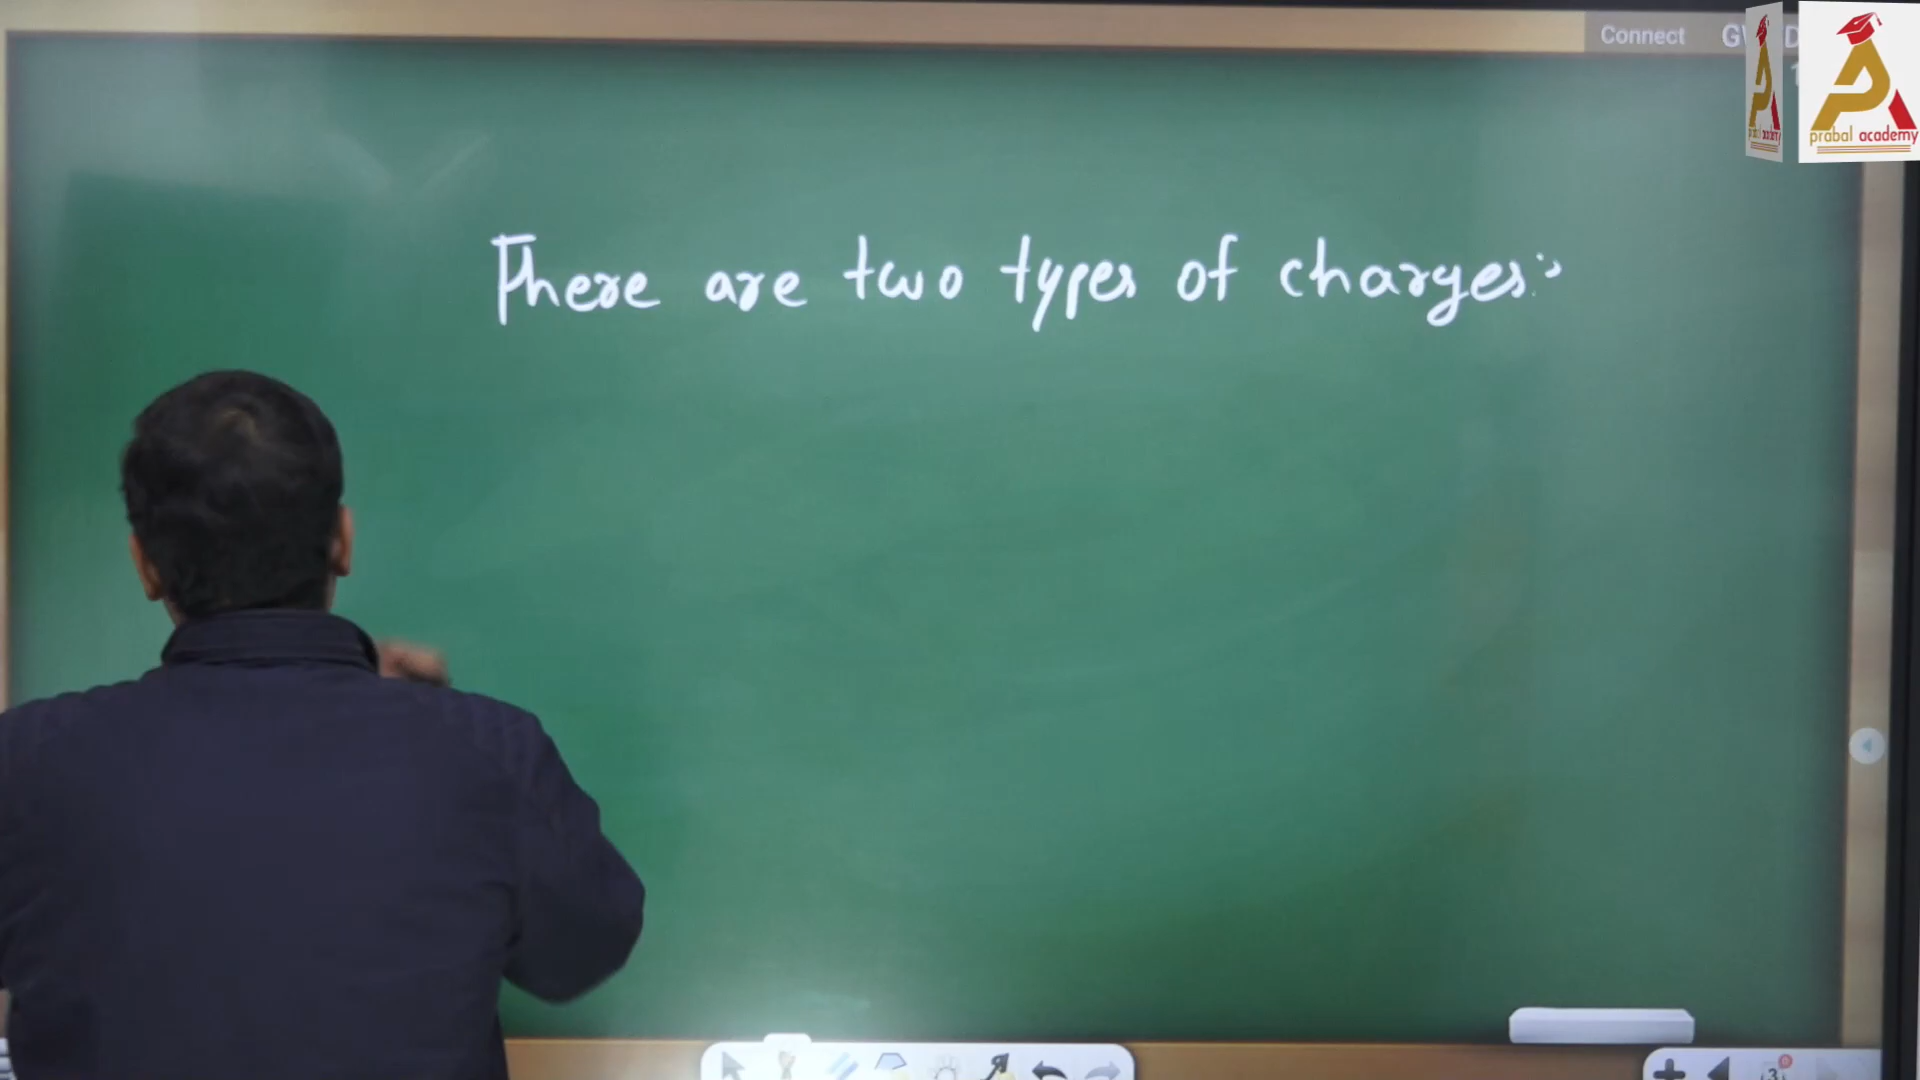 Connect
prabal academy
There are two types of charges:-